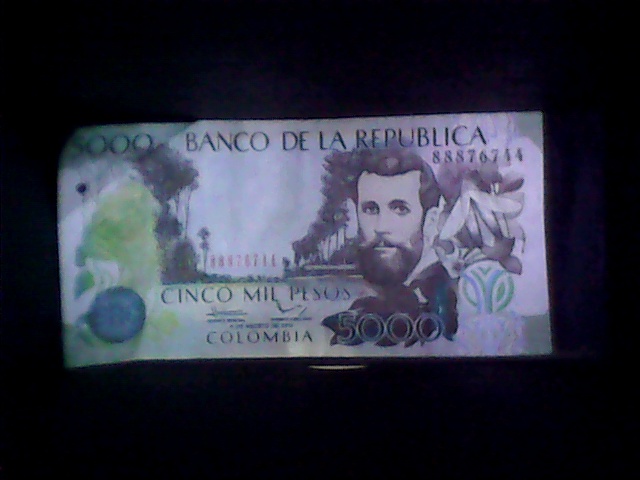 5000 BANCO DE LA REPUBLICA
88876744
88876744
CINCO MIL PESOS
5000
COLOMBIA